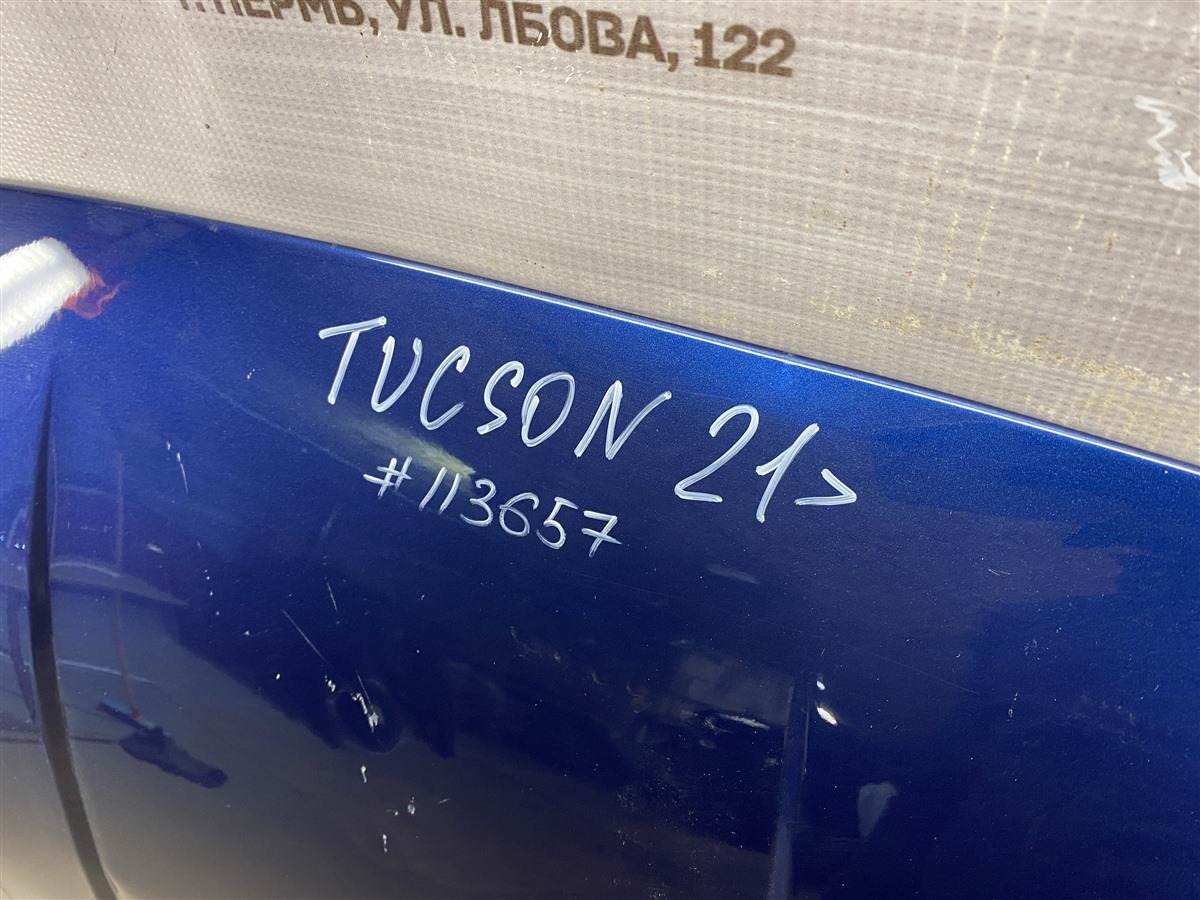 Г. ПЕРМЬ, УЛ. ЛБОВА, 122
TUCSON 21>
#113657